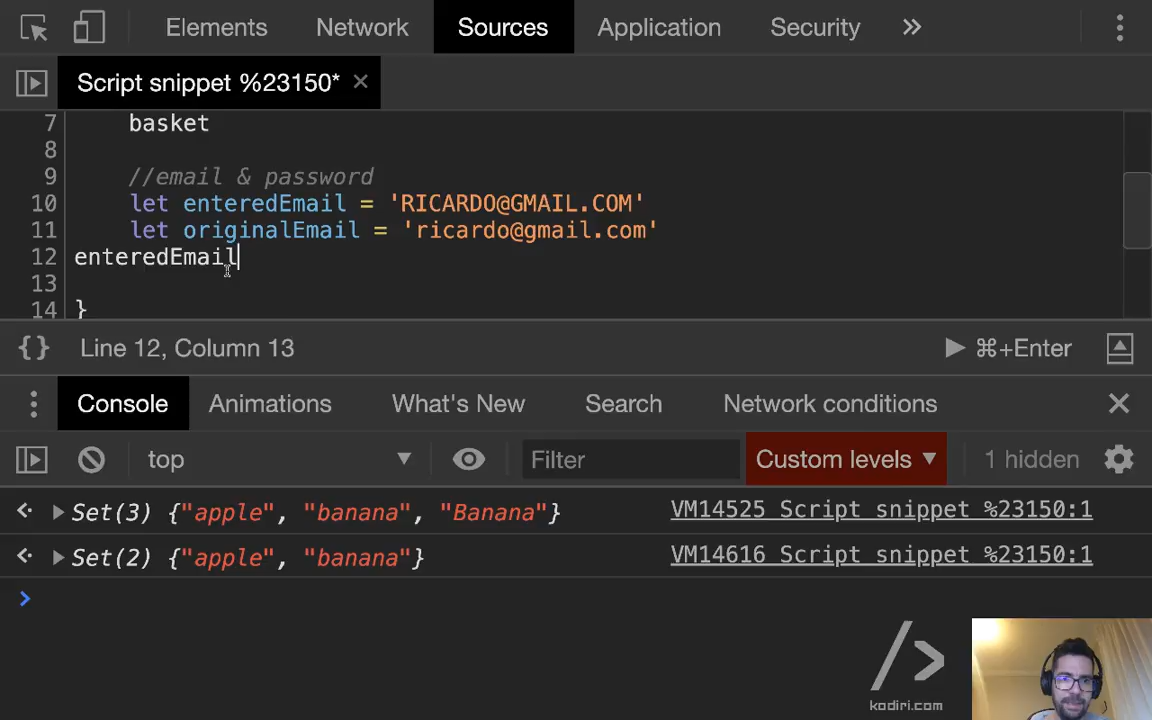 Elements Network Sources Application Security
Script snippet %23150*
7 basket
8
9 //email & password
10 let enteredEmail = 'RICARDO@GMAIL.COM'
11 let originalEmail = 'ricardo@gmail.com'
12 enteredEmail
13
14 }
{} Line 12, Column 13 ⌘+Enter
Console Animations What's New Search Network conditions
top Filter Custom levels 1 hidden
Set(3) {"apple", "banana", "Banana"} VM14525 Script snippet %23150:1
Set(2) {"apple", "banana"} VM14616 Script snippet %23150:1
kodiri.com